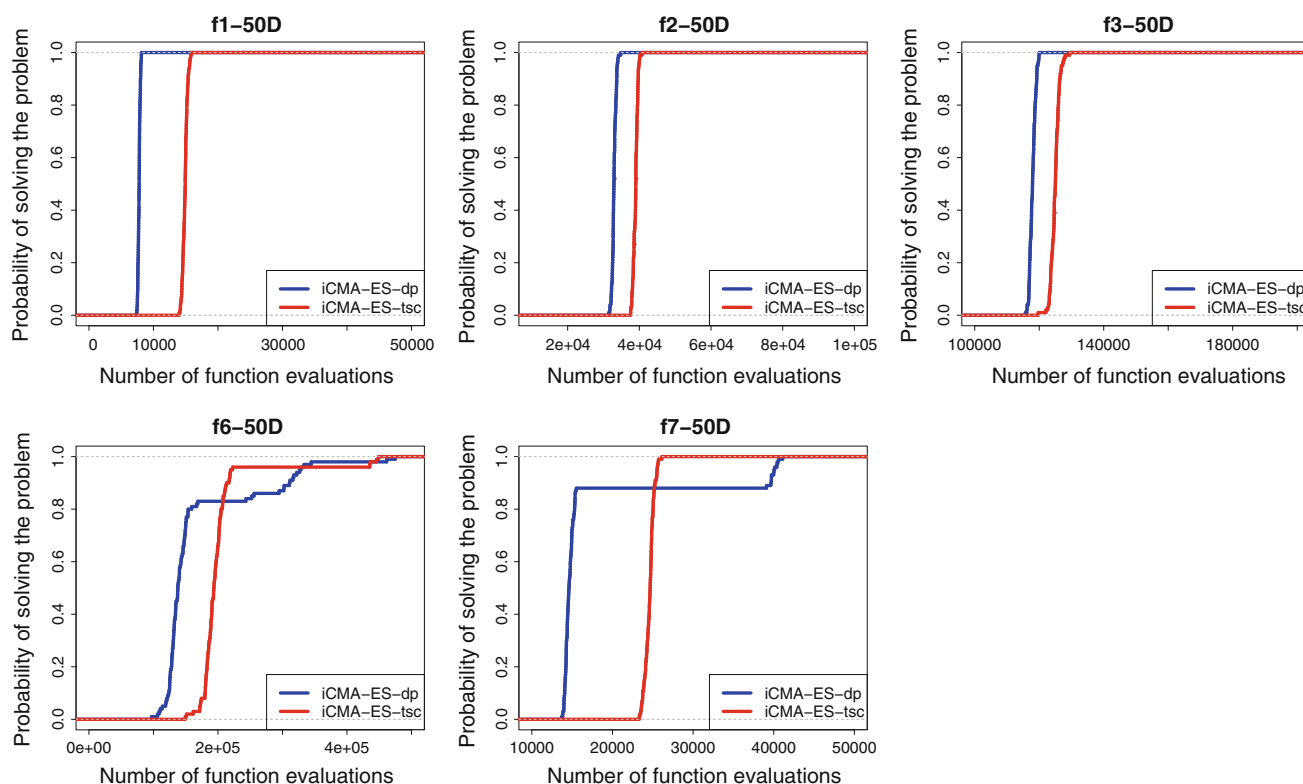 f1−50D
Probability of solving the problem
0.0 0.2 0.4 0.6 0.8 1.0
iCMA−ES−dp
iCMA−ES−tsc
0 10000 30000 50000
Number of function evaluations
f2−50D
Probability of solving the problem
0.0 0.2 0.4 0.6 0.8 1.0
iCMA−ES−dp
iCMA−ES−tsc
2e+04 4e+04 6e+04 8e+04 1e+05
Number of function evaluations
f3−50D
Probability of solving the problem
0.0 0.2 0.4 0.6 0.8 1.0
iCMA−ES−dp
iCMA−ES−tsc
100000 140000 180000
Number of function evaluations
f6−50D
Probability of solving the problem
0.0 0.2 0.4 0.6 0.8 1.0
iCMA−ES−dp
iCMA−ES−tsc
0e+00 2e+05 4e+05
Number of function evaluations
f7−50D
Probability of solving the problem
0.0 0.2 0.4 0.6 0.8 1.0
iCMA−ES−dp
iCMA−ES−tsc
10000 20000 30000 40000 50000
Number of function evaluations